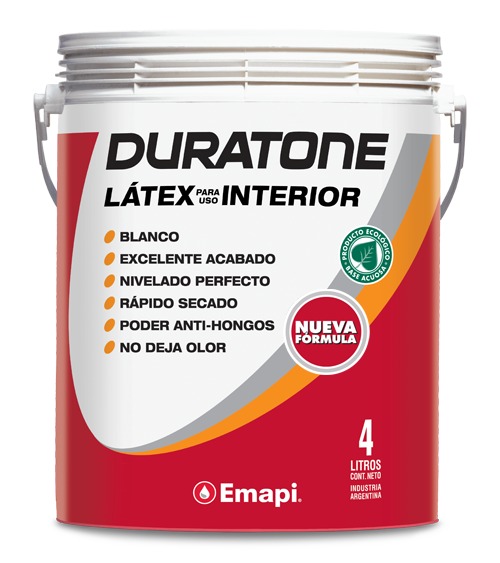 DURATONE
LÁTEX PARA USO INTERIOR
BLANCO
EXCELENTE ACABADO
NIVELADO PERFECTO
RÁPIDO SECADO
PODER ANTI-HONGOS
NO DEJA OLOR
PRODUCTO ECOLÓGICO
BASE ACUOSA
NUEVA
FÓRMULA
4
LITROS
CONT. NETO
INDUSTRIA
ARGENTINA
Emapi